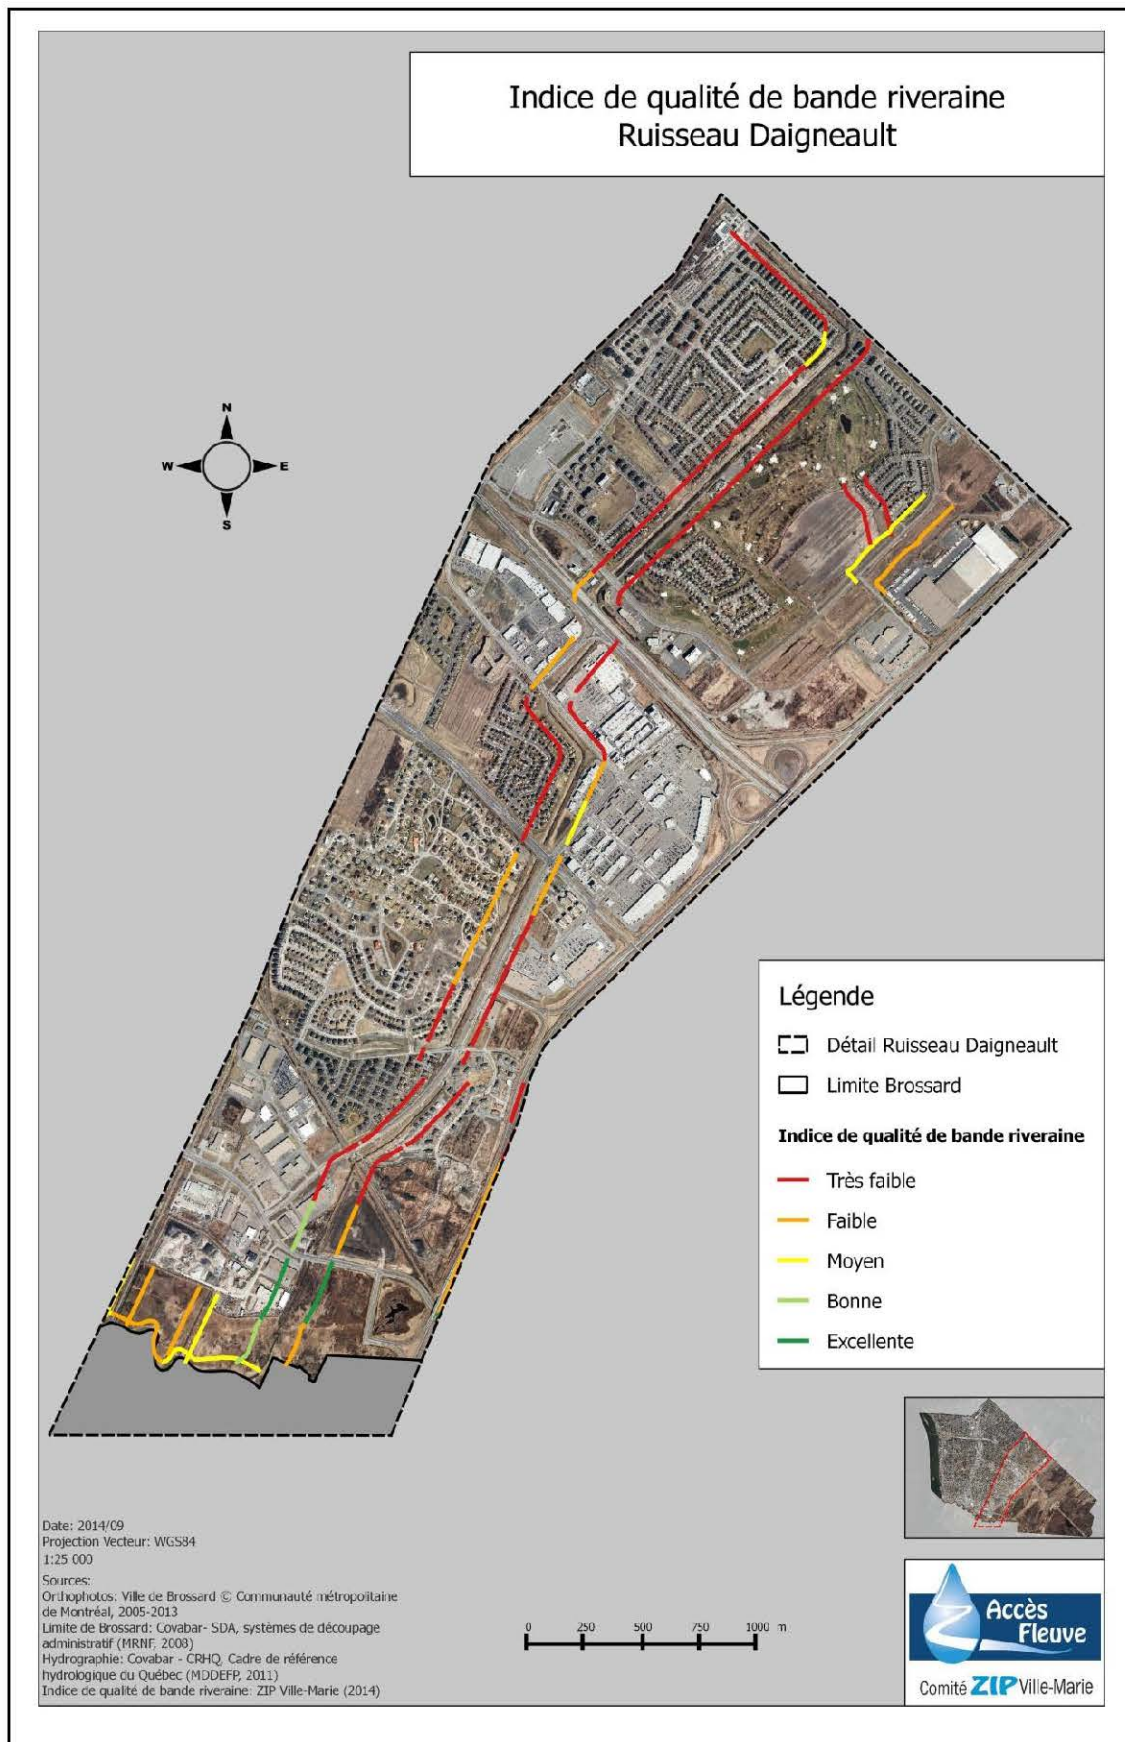 Indice de qualité de bande riveraine
Ruisseau Daigneault
N
W
E
S
Légende
Détail Ruisseau Daigneault
Limite Brossard
Indice de qualité de bande riveraine
Très faible
Faible
Moyen
Bonne
Excellente
Date: 2014/09
Projection Vecteur: WGS84
1:25 000
Sources:
Orthophotos: Ville de Brossard © Communauté métropolitaine
de Montréal, 2005-2013
Limite de Brossard: Covabar- SDA, systèmes de découpage
administratif (MRNF, 2008)
Hydrographie: Covabar - CRHQ, Cadre de référence
hydrologique du Québec (MDDEFP, 2011)
Indice de qualité de bande riveraine: ZIP Ville-Marie (2014)
0 250 500 750 1000 m
Accès
Fleuve
Comité ZIP Ville-Marie